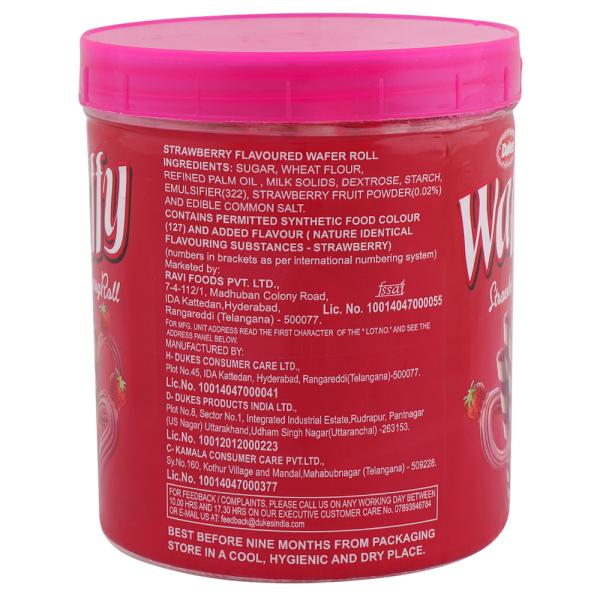 STRAWBERRY FLAVOURED WAFER ROLL
INGREDIENTS: SUGAR, WHEAT FLOUR,
REFINED PALM OIL , MILK SOLIDS, DEXTROSE, STARCH,
EMULSIFIER(322), STRAWBERRY FRUIT POWDER(0.02%)
AND EDIBLE COMMON SALT.
CONTAINS PERMITTED SYNTHETIC FOOD COLOUR
(127) AND ADDED FLAVOUR ( NATURE IDENTICAL
FLAVOURING SUBSTANCES - STRAWBERRY)
(numbers in brackets as per international numbering system)
Marketed by:
RAVI FOODS PVT. LTD.,
7-4-112/1, Madhuban Colony Road,
IDA Kattedan,Hyderabad,
Rangareddi (Telangana) - 500077.
fssai
Lic. No. 10014047000055
FOR MFG. UNIT ADDRESS READ THE FIRST CHARACTER OF THE " LOT.NO." AND SEE THE
ADDRESS PANEL BELOW.
MANUFACTURED BY:
H- DUKES CONSUMER CARE LTD.,
Plot No.45, IDA Kattedan, Hyderabad, Rangareddi(Telangana)-500077.
Lic.No. 10014047000041
D- DUKES PRODUCTS INDIA LTD.,
Plot No.8, Sector No.1, Integrated Industrial Estate,Rudrapur, Pantnagar
(US Nagar) Uttarakhand,Udham Singh Nagar(Uttaranchal) -263153.
Lic.No. 10012012000223
C- KAMALA CONSUMER CARE PVT.LTD.,
Sy.No.160, Kothur Village and Mandal,Mahabubnagar (Telangana) - 509228.
Lic.No. 10014047000377
FOR FEEDBACK / COMPLAINTS, PLEASE CALL US ON ANY WORKING DAY BETWEEN
10.00 HRS AND 17.30 HRS ON OUR EXECUTIVE CUSTOMER CARE No. 07893846784
OR E-MAIL US AT: feedback@dukesindia.com
BEST BEFORE NINE MONTHS FROM PACKAGING
STORE IN A COOL, HYGIENIC AND DRY PLACE.
ffy
Roll
Dukes
Wa
Straw